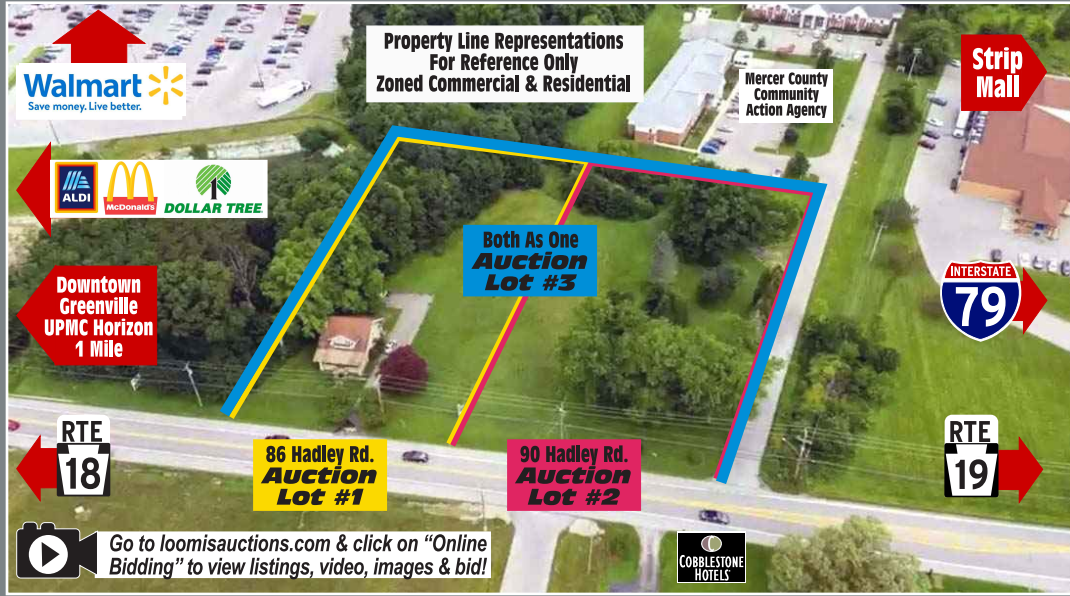 Walmart
Save money. Live better.
Property Line Representations
For Reference Only
Zoned Commercial & Residential
Mercer County
Community
Action Agency
Strip
Mall
ALDI
McDonald's
DOLLAR TREE
Both As One
Auction
Lot #3
Downtown
Greenville
UPMC Horizon
1 Mile
INTERSTATE
79
RTE
18
86 Hadley Rd.
Auction
Lot #1
90 Hadley Rd.
Auction
Lot #2
RTE
19
Go to loomisauctions.com & click on “Online
Bidding” to view listings, video, images & bid!
COBBLESTONE
HOTELS